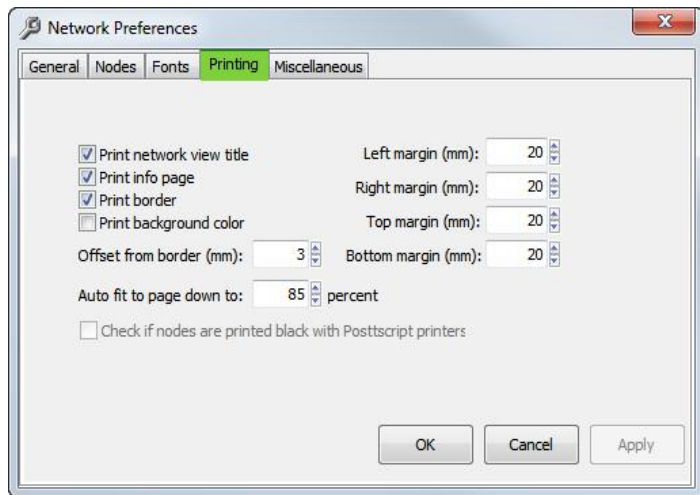 Network Preferences
General Nodes Fonts Printing Miscellaneous
Print network view title
Print info page
Print border
Print background color
Offset from border (mm): 3
Left margin (mm): 20
Right margin (mm): 20
Top margin (mm): 20
Bottom margin (mm): 20
Auto fit to page down to: 85 percent
Check if nodes are printed black with Posttscript printers
OK Cancel Apply